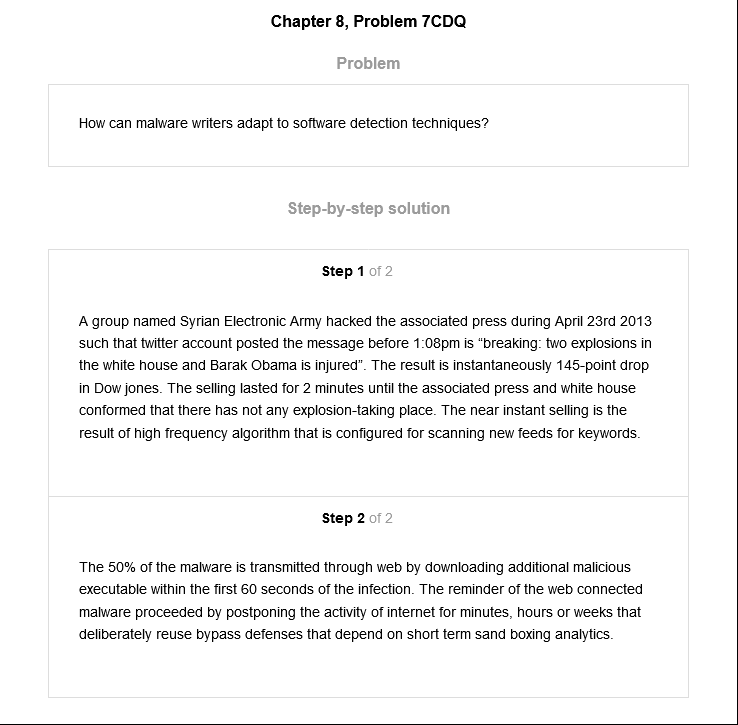 Chapter 8, Problem 7CDQ
Problem
How can malware writers adapt to software detection techniques?
Step-by-step solution
Step 1 of 2
A group named Syrian Electronic Army hacked the associated press during April 23rd 2013
such that twitter account posted the message before 1:08pm is “breaking: two explosions in
the white house and Barak Obama is injured”. The result is instantaneously 145-point drop
in Dow jones. The selling lasted for 2 minutes until the associated press and white house
conformed that there has not any explosion-taking place. The near instant selling is the
result of high frequency algorithm that is configured for scanning new feeds for keywords.
Step 2 of 2
The 50% of the malware is transmitted through web by downloading additional malicious
executable within the first 60 seconds of the infection. The reminder of the web connected
malware proceeded by postponing the activity of internet for minutes, hours or weeks that
deliberately reuse bypass defenses that depend on short term sand boxing analytics.